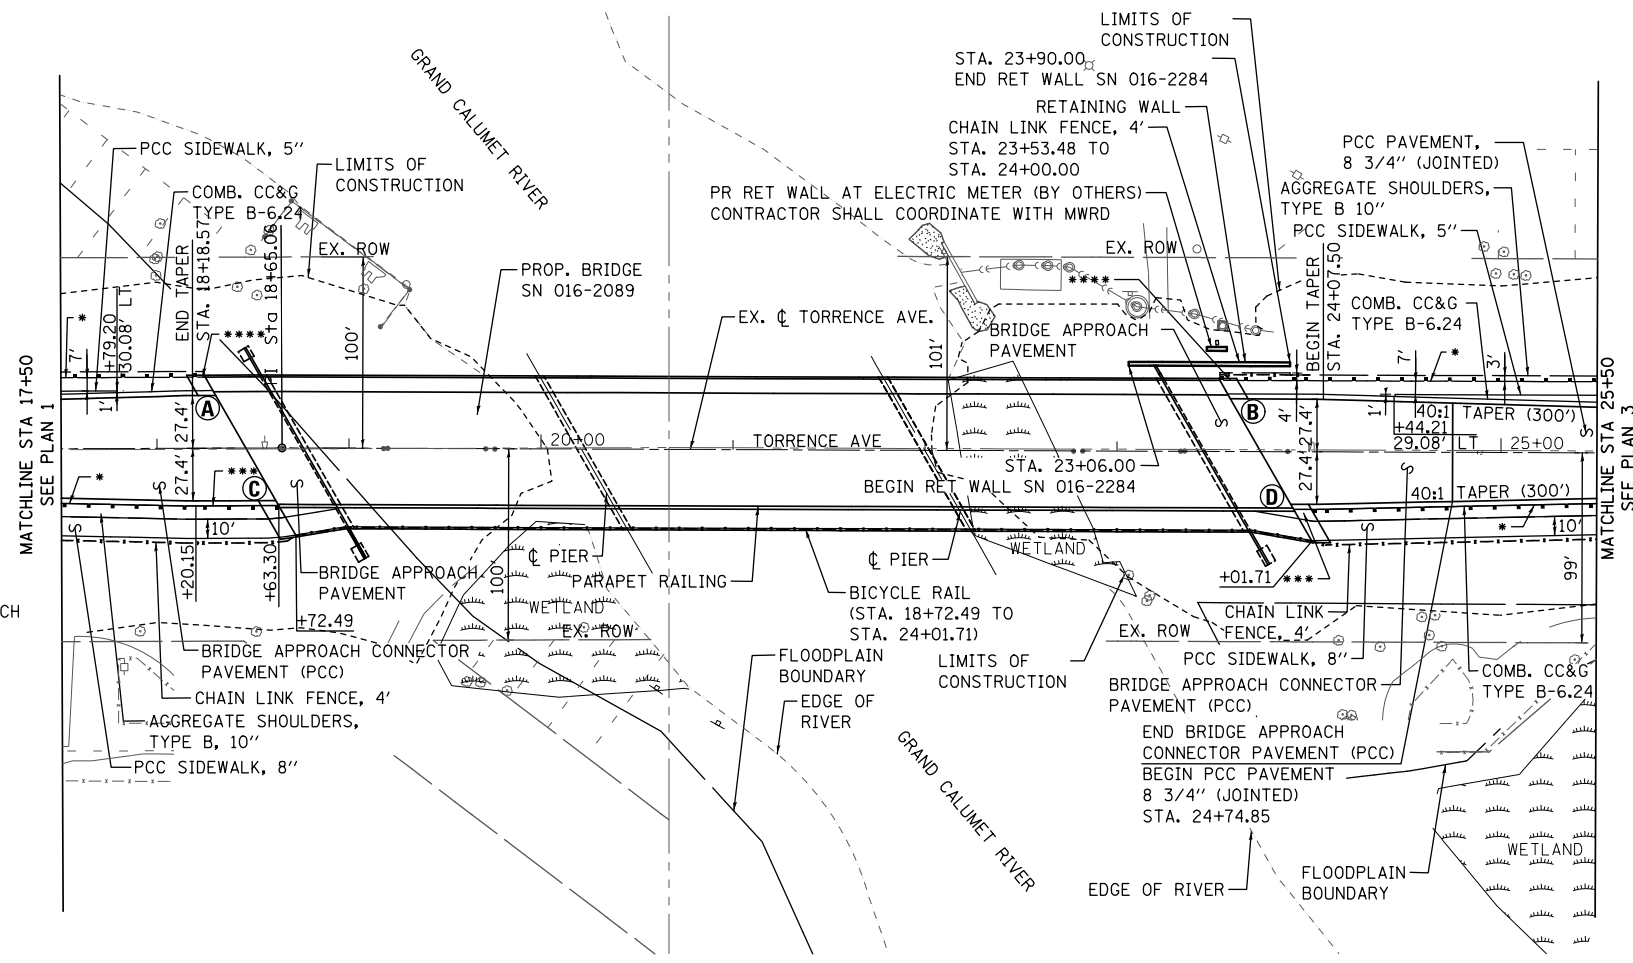 LIMITS OF
CONSTRUCTION
STA. 23+90.00
END RET WALL SN 016-2284
RETAINING WALL
CHAIN LINK FENCE, 4'
STA. 23+53.48 TO
STA. 24+00.00
PR RET WALL AT ELECTRIC METER (BY OTHERS)
CONTRACTOR SHALL COORDINATE WITH MWRD
GRAND CALUMET RIVER
PCC SIDEWALK, 5"
LIMITS OF
CONSTRUCTION
COMB. CC&G
TYPE B-6.24
PCC PAVEMENT,
8 3/4" (JOINTED)
AGGREGATE SHOULDERS,
TYPE B 10"
PCC SIDEWALK, 5"
EX. ROW
EX. ROW
END TAPER
STA. 18+18.57
Sta 18+65.06
PROP. BRIDGE
SN 016-2089
****
BEGIN TAPER
STA. 24+07.50
COMB. CC&G
TYPE B-6.24
*
7'
+79.20
30.08' LT
****
100'
EX. ℄ TORRENCE AVE.
101'
BRIDGE APPROACH
PAVEMENT
7'
*
3'
MATCHLINE STA 17+50
SEE PLAN 1
MATCHLINE STA 25+50
SEE PLAN 3
1'
27.4'
A
B
4'
27.4'
1'
40:1 TAPER (300')
+44.21
29.08' LT
25+00
20+00
TORRENCE AVE
STA. 23+06.00
BEGIN RET WALL SN 016-2284
*
27.4'
***
C
D
27.4'
40:1 TAPER (300')
10'
*
10'
+20.15
+63.30
BRIDGE APPROACH
PAVEMENT
+72.49
100'
℄ PIER
PARAPET RAILING
℄ PIER
WETLAND
WETLAND
EX. ROW
BICYCLE RAIL
(STA. 18+72.49 TO
STA. 24+01.71)
+01.71 ***
99'
CHAIN LINK
FENCE, 4'
EX. ROW
CH
BRIDGE APPROACH CONNECTOR
PAVEMENT (PCC)
CHAIN LINK FENCE, 4'
AGGREGATE SHOULDERS,
TYPE B, 10"
PCC SIDEWALK, 8"
FLOODPLAIN
BOUNDARY
EDGE OF
RIVER
LIMITS OF
CONSTRUCTION
PCC SIDEWALK, 8"
BRIDGE APPROACH CONNECTOR
PAVEMENT (PCC)
COMB. CC&G
TYPE B-6.24
END BRIDGE APPROACH
CONNECTOR PAVEMENT (PCC)
BEGIN PCC PAVEMENT
8 3/4" (JOINTED)
STA. 24+74.85
GRAND CALUMET RIVER
EDGE OF RIVER
FLOODPLAIN
BOUNDARY
WETLAND